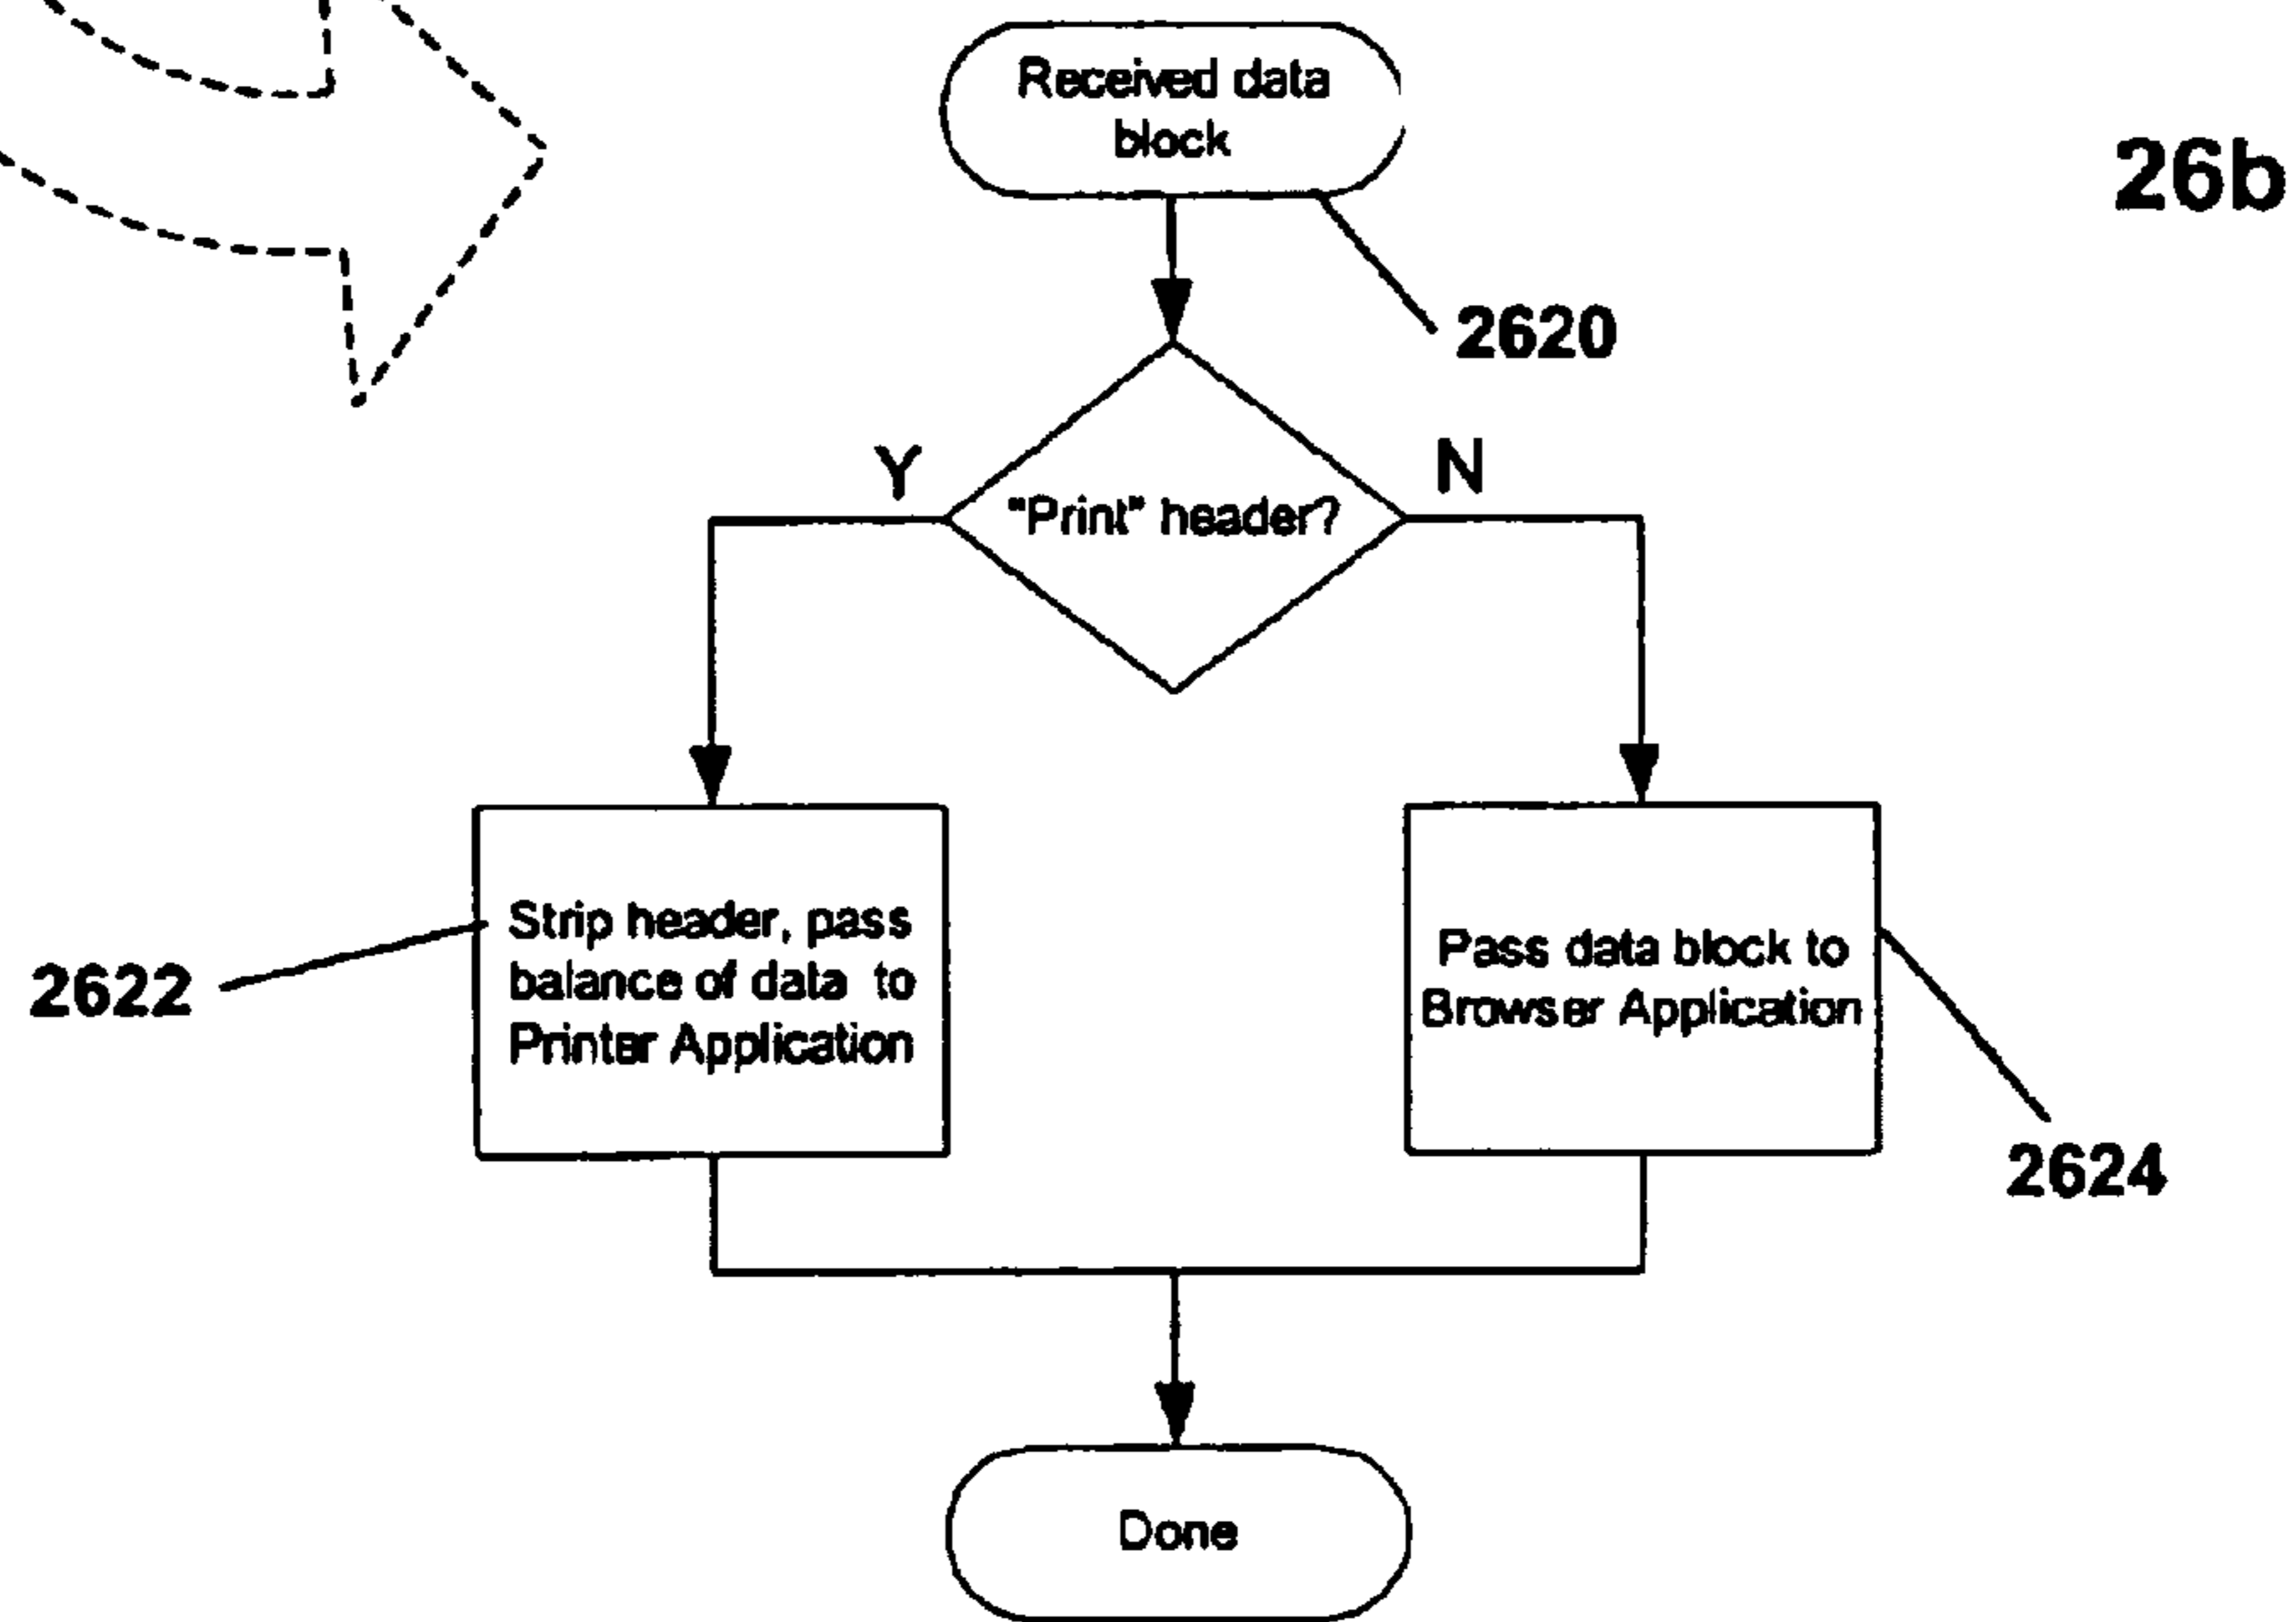 Received data
block
26b
2620
Y
N
"Print" header?
Strip header, pass
balance of data to
Printer Application
2622
Pass data block to
Browser Application
2624
Done